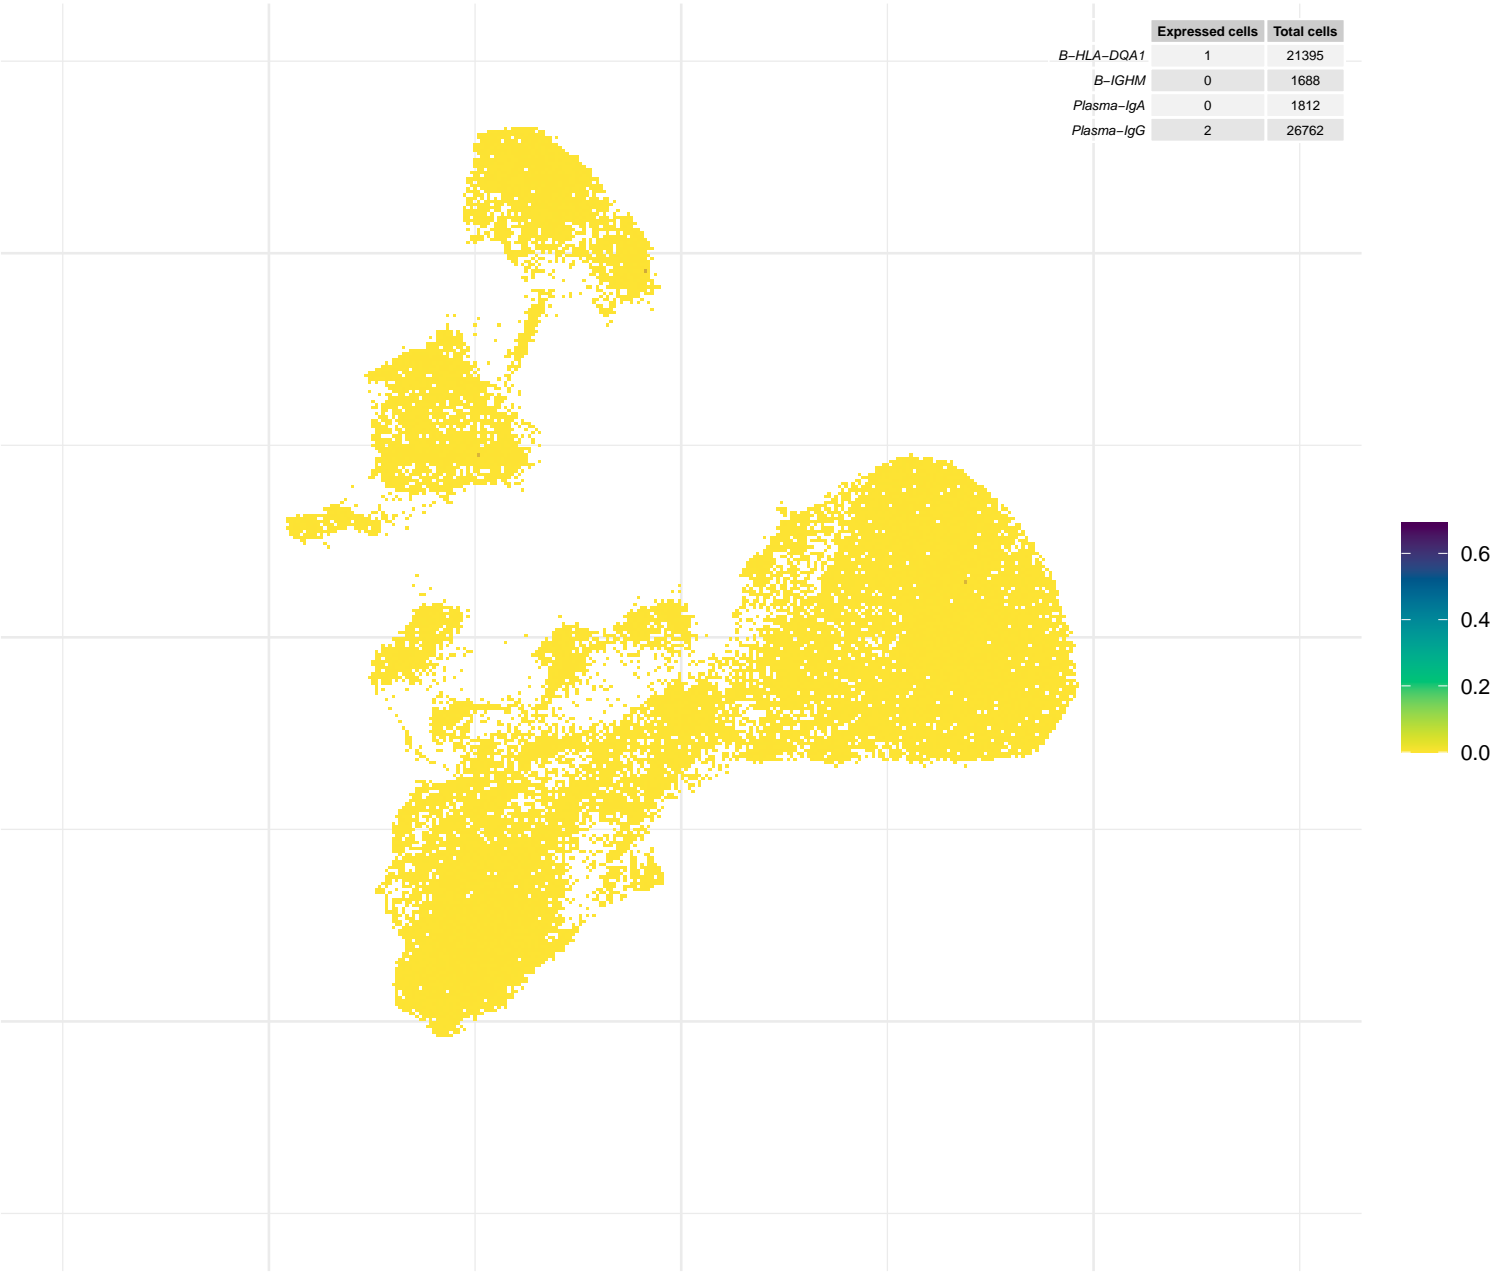 Expressed cells Total cells
B−HLA−DQA1 1 21395
B−IGHM 0 1688
Plasma−IgA 0 1812
Plasma−IgG 2 26762
0.6
0.4
0.2
0.0